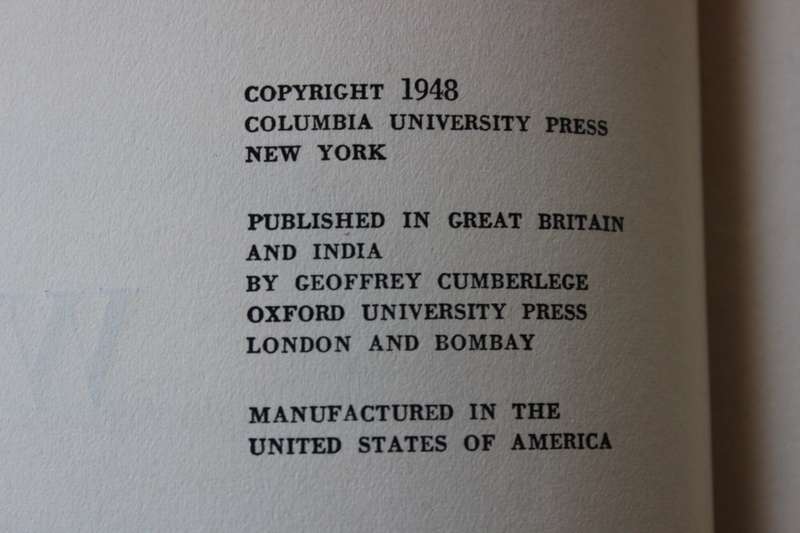 COPYRIGHT 1948
COLUMBIA UNIVERSITY PRESS
NEW YORK
PUBLISHED IN GREAT BRITAIN
AND INDIA
BY GEOFFREY CUMBERLEGE
OXFORD UNIVERSITY PRESS
LONDON AND BOMBAY
MANUFACTURED IN THE
UNITED STATES OF AMERICA